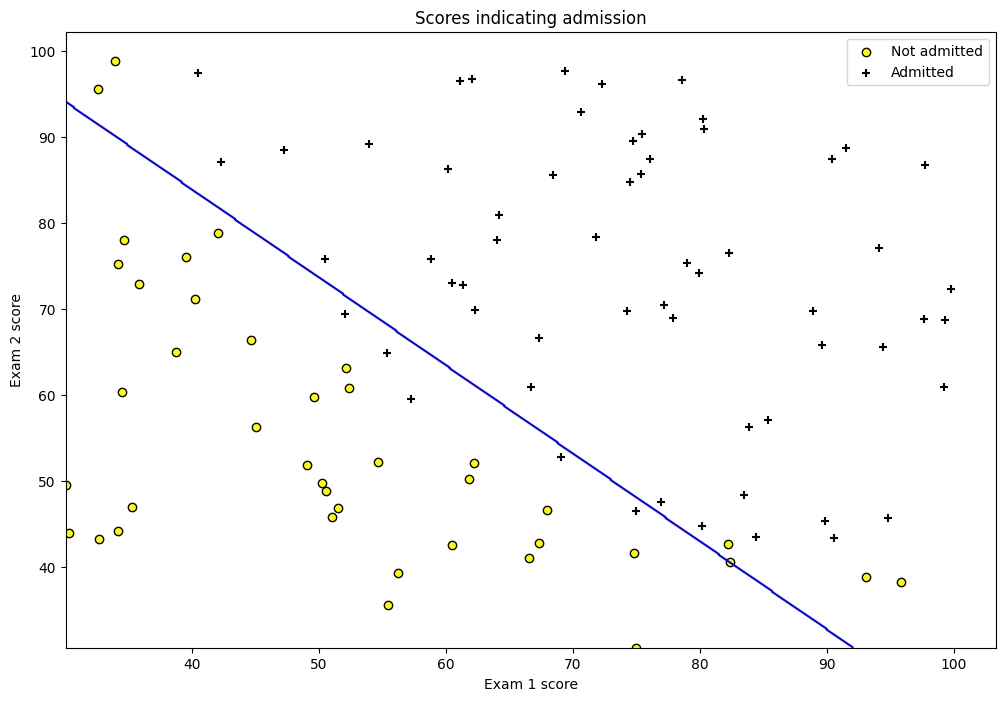 Scores indicating admission
Not admitted
Admitted
Exam 2 score
100
90
80
70
60
50
40
40 50 60 70 80 90 100
Exam 1 score